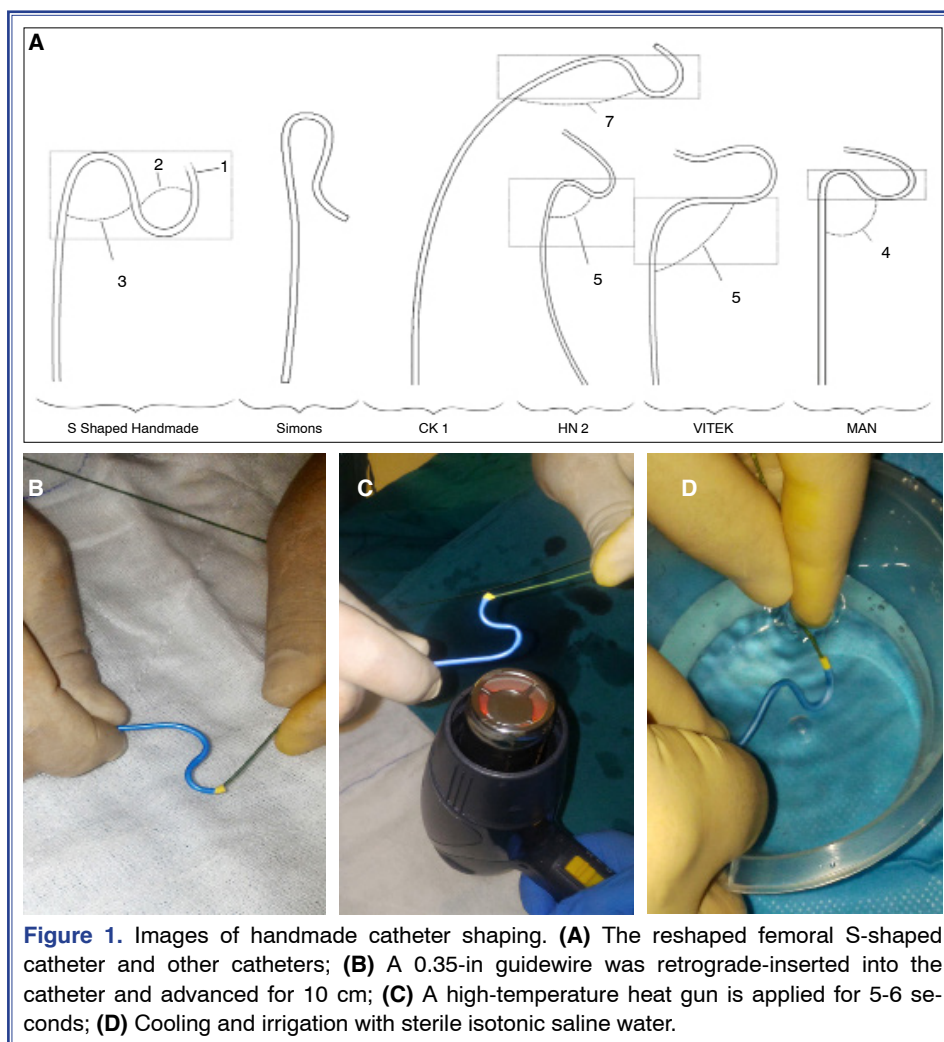 A
7
2
1
3
5
5
4
S Shaped Handmade
Simons
CK 1
HN 2
VITEK
MAN
B
C
D
Figure 1. Images of handmade catheter shaping. (A) The reshaped femoral S-shaped
catheter and other catheters; (B) A 0.35-in guidewire was retrograde-inserted into the
catheter and advanced for 10 cm; (C) A high-temperature heat gun is applied for 5-6 se-
conds; (D) Cooling and irrigation with sterile isotonic saline water.